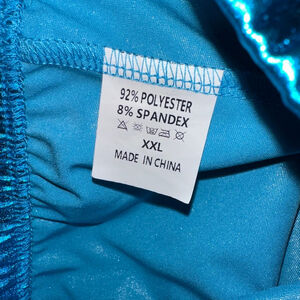 92% POLYESTER
8% SPANDEX
XXL
MADE IN CHINA